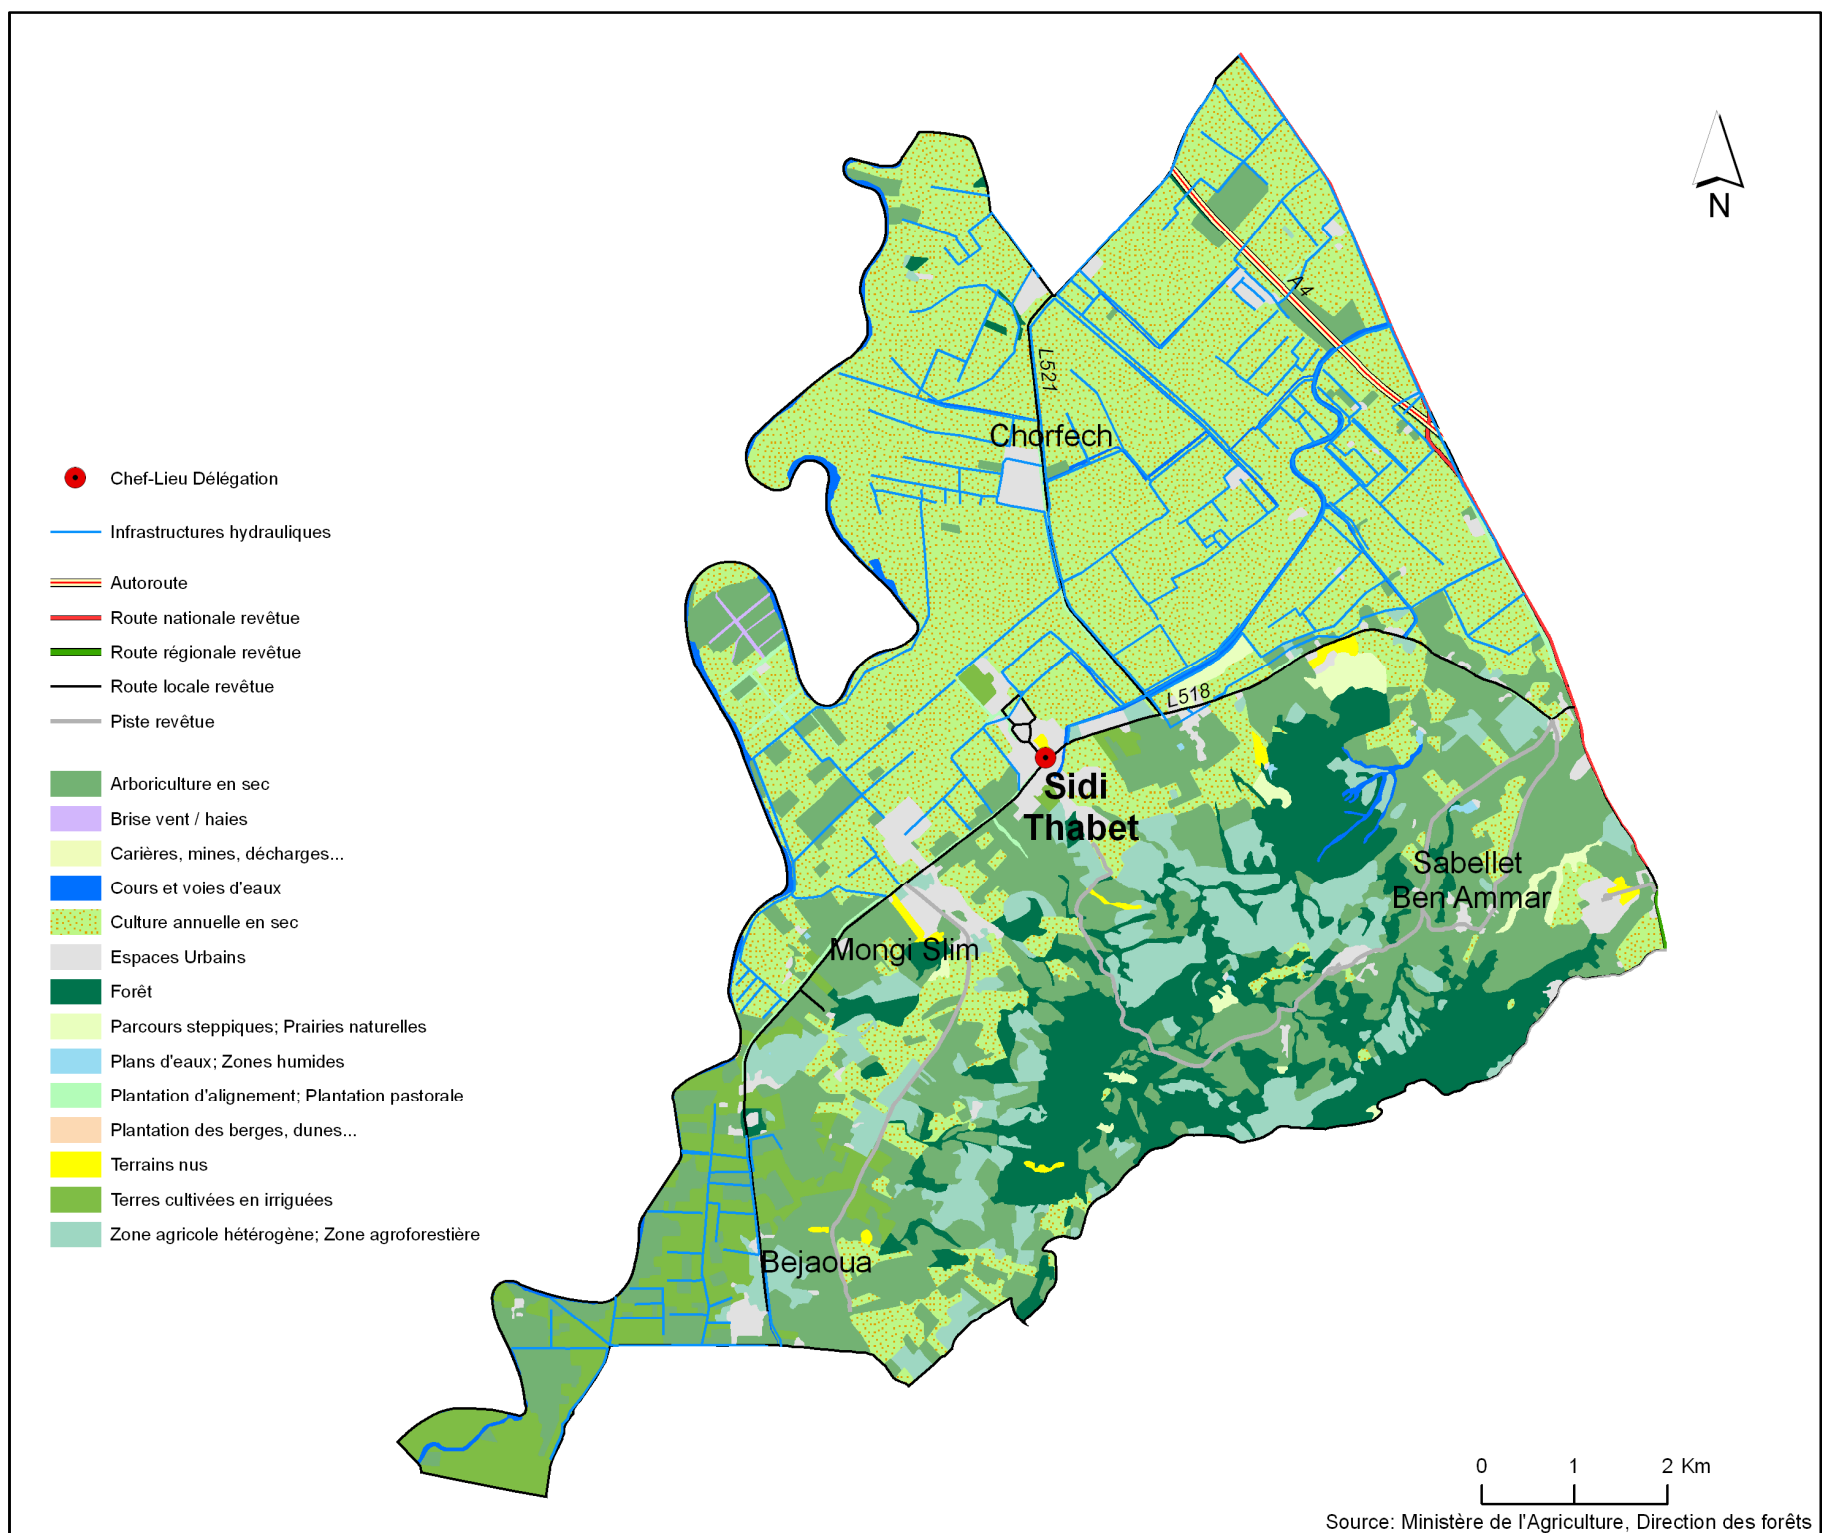 N
A4
L521
Chorfech
Chef-Lieu Délégation
Infrastructures hydrauliques
Autoroute
Route nationale revêtue
Route régionale revêtue
Route locale revêtue
Piste revêtue
L518
Sidi
Thabet
Arboriculture en sec
Brise vent / haies
Carières, mines, décharges...
Cours et voies d'eaux
Culture annuelle en sec
Espaces Urbains
Forêt
Parcours steppiques; Prairies naturelles
Plans d'eaux; Zones humides
Plantation d'alignement; Plantation pastorale
Plantation des berges, dunes...
Terrains nus
Terres cultivées en irriguées
Zone agricole hétérogène; Zone agroforestière
Sabellet
Ben Ammar
Mongi Slim
Bejaoua
0 1 2 Km
Source: Ministère de l'Agriculture, Direction des forêts